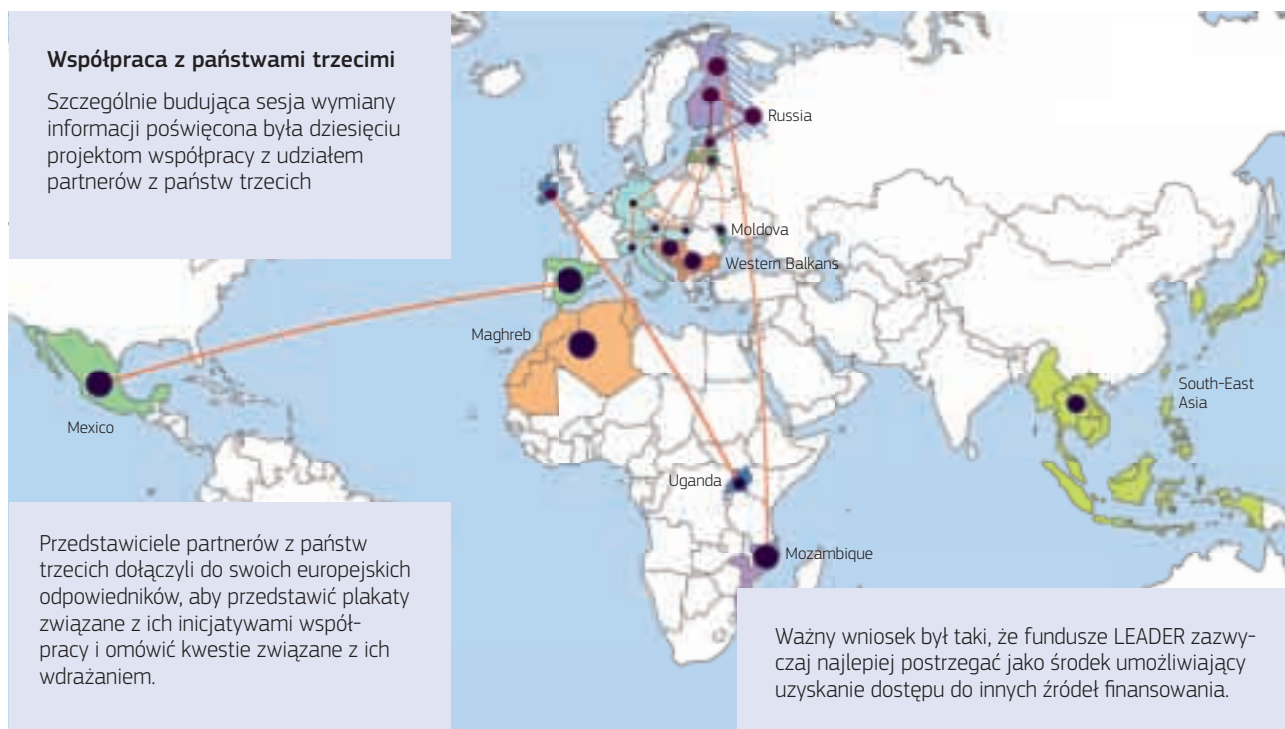 Współpraca z państwami trzecimi
Szczególnie budująca sesja wymiany
informacji poświęcona była dziesięciu
projektom współpracy z udziałem
partnerów z państw trzecich
Russia
Moldova
Western Balkans
Maghreb
Mexico
South-East
Asia
Uganda
Mozambique
Przedstawiciele partnerów z państw
trzecich dołączyli do swoich europejskich
odpowiedników, aby przedstawić plakaty
związane z ich inicjatywami współ-
pracy i omówić kwestie związane z ich
wdrażaniem.
Ważny wniosek był taki, że fundusze LEADER zazwy-
czaj najlepiej postrzegać jako środek umożliwiający
uzyskanie dostępu do innych źródeł finansowania.